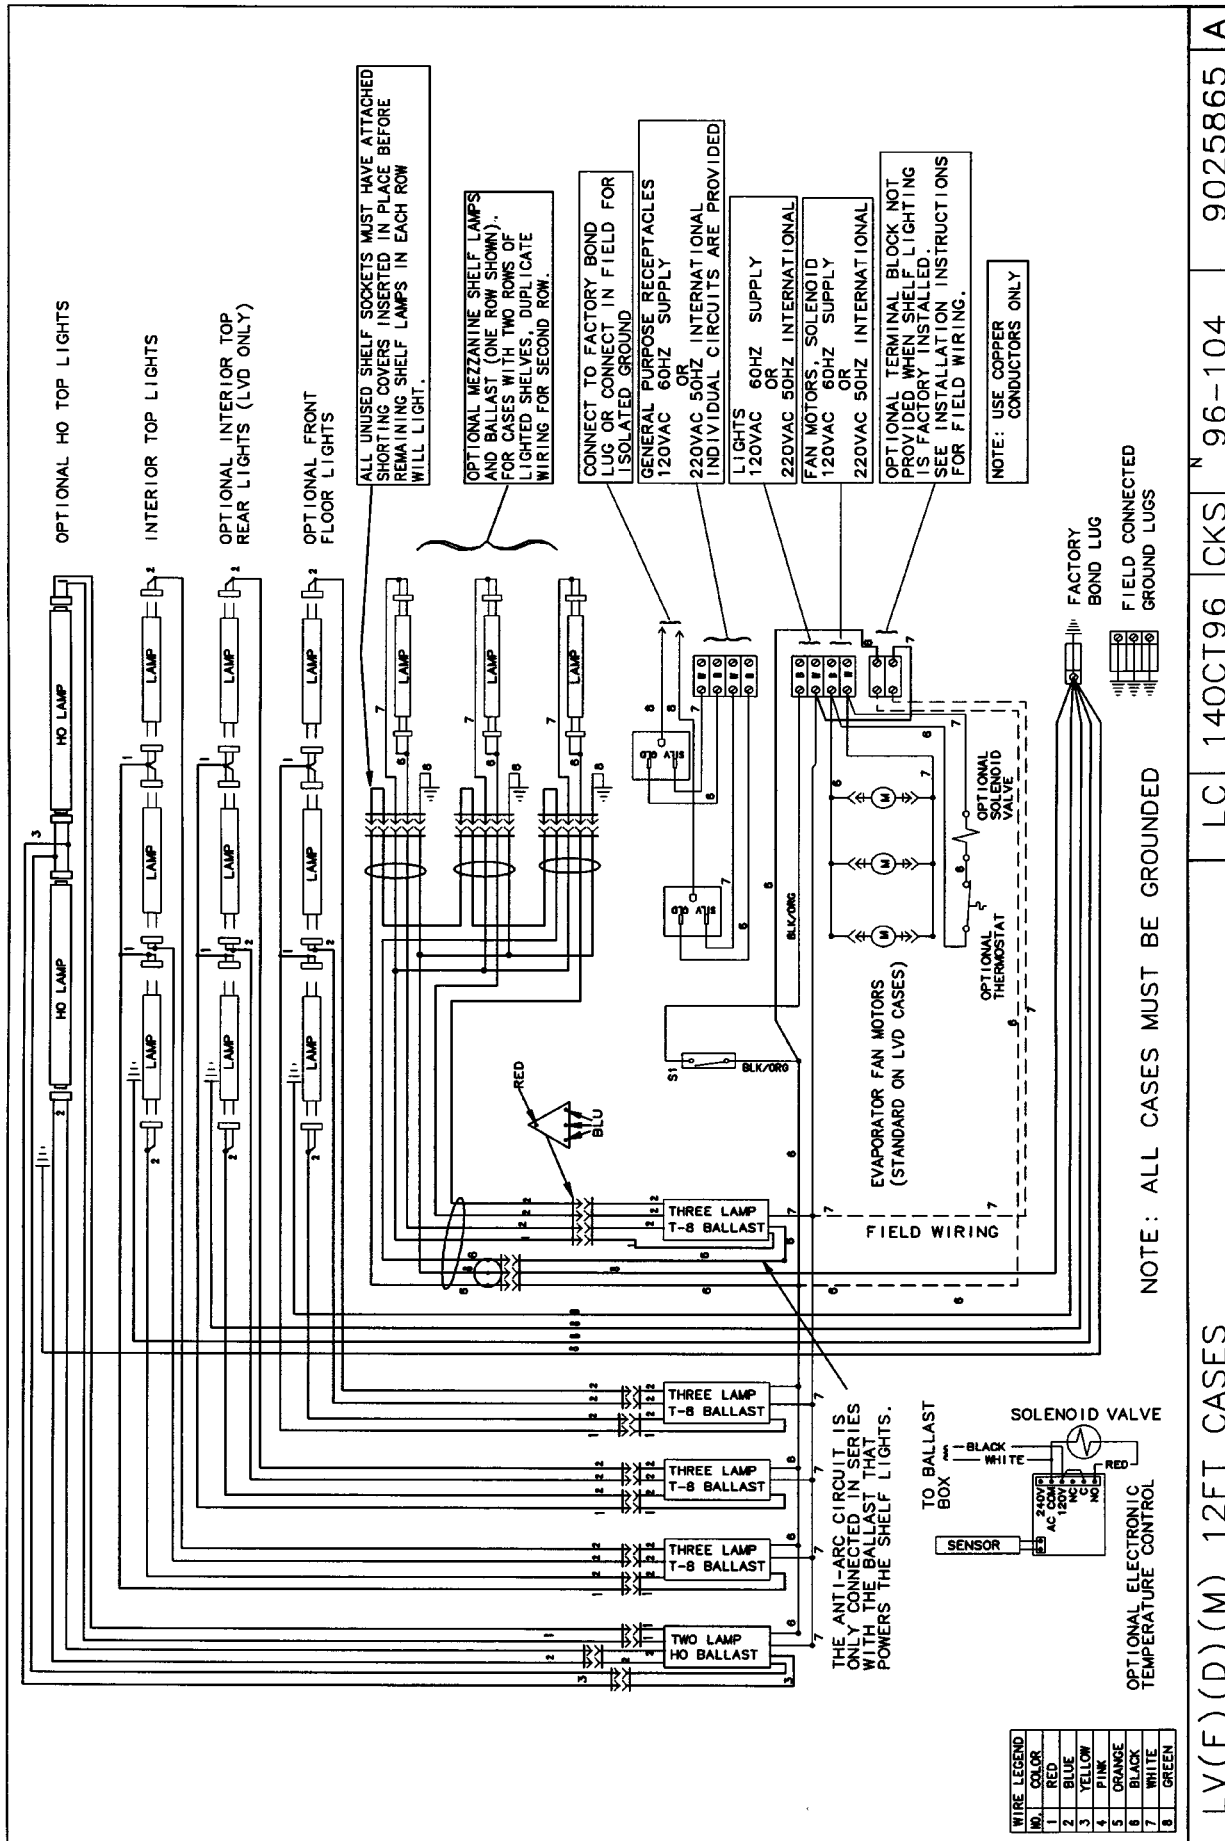 OPTIONAL HO TOP LIGHTS
INTERIOR TOP LIGHTS
OPTIONAL INTERIOR TOP
REAR LIGHTS (LVD ONLY)
OPTIONAL FRONT
FLOOR LIGHTS
HO LAMP
HO LAMP
LAMP
LAMP
LAMP
LAMP
LAMP
LAMP
LAMP
LAMP
LAMP
LAMP
LAMP
LAMP
ALL UNUSED SHELF SOCKETS MUST HAVE ATTACHED
SHORTING COVERS INSERTED IN PLACE BEFORE
REMAINING SHELF LAMPS IN EACH ROW
WILL LIGHT.
OPTIONAL MEZZANINE SHELF LAMPS
AND BALLAST (ONE ROW SHOWN).
FOR CASES WITH TWO ROWS OF
LIGHTED SHELVES, DUPLICATE
WIRING FOR SECOND ROW.
CONNECT TO FACTORY BOND
LUG OR CONNECT IN FIELD FOR
ISOLATED GROUND
GENERAL PURPOSE RECEPTACLES
120VAC 60HZ SUPPLY
OR
220VAC 50HZ INTERNATIONAL
INDIVIDUAL CIRCUITS ARE PROVIDED
LIGHTS
120VAC 60HZ SUPPLY
OR
220VAC 50HZ INTERNATIONAL
FAN MOTORS, SOLENOID
120VAC 60HZ SUPPLY
OR
220VAC 50HZ INTERNATIONAL
OPTIONAL TERMINAL BLOCK NOT
PROVIDED WHEN SHELF LIGHTING
IS FACTORY INSTALLED.
SEE INSTALLATION INSTRUCTIONS
FOR FIELD WIRING.
NOTE: USE COPPER
CONDUCTORS ONLY
SILV GLD
SILV GLD
RED
BLU
S1
BLK/ORG
BLK/ORG
EVAPORATOR FAN MOTORS
(STANDARD ON LVD CASES)
M
M
M
OPTIONAL
THERMOSTAT
OPTIONAL
SOLENOID
VALVE
FIELD WIRING
FACTORY
BOND LUG
FIELD CONNECTED
GROUND LUGS
THREE LAMP
T-8 BALLAST
THREE LAMP
T-8 BALLAST
THREE LAMP
T-8 BALLAST
THREE LAMP
T-8 BALLAST
TWO LAMP
HO BALLAST
THE ANTI-ARC CIRCUIT IS
ONLY CONNECTED IN SERIES
WITH THE BALLAST THAT
POWERS THE SHELF LIGHTS.
TO BALLAST
BOX
BLACK
WHITE
SOLENOID VALVE
RED
SENSOR
240V
AC COM
120V
NC
C
NO
OPTIONAL ELECTRONIC
TEMPERATURE CONTROL
NOTE: ALL CASES MUST BE GROUNDED
WIRE LEGEND
NO. COLOR
1 RED
2 BLUE
3 YELLOW
4 PINK
5 ORANGE
6 BLACK
7 WHITE
8 GREEN
LV(F)(D)(M) 12FT CASES
LC 14OCT96 CKS N 96-104 9025865 A